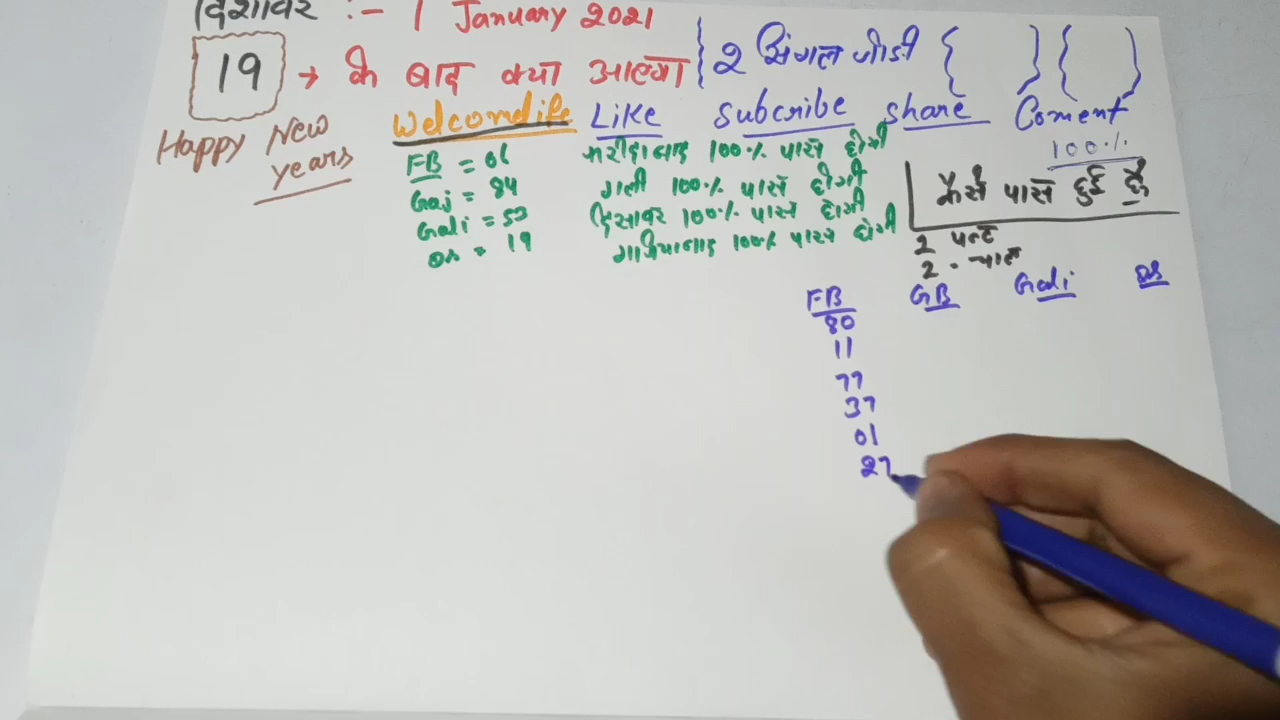 दिशावर :- 1 January 2021
19 → के बाद क्या आएगा { 2 सिंगल जोडी { } { }
Happy New years
Welcomelife Like Subcribe share Coment
100%
FB = 06 फरीदाबाद 100% पास होगी
Gaj = 84 गली 100% पास होगी
Gali = 53 दिसावर 100% पास होगी
DS = 19 गाजियाबाद 100% पास होगी
कैसे पास हुई है
2
2
FB GB Gali DS
80
11
77
37
01
27